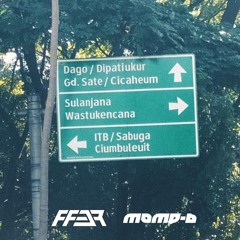 Dago / Dipatiukur
Gd. Sate / Cicaheum
Sulanjana
Wastukencana
ITB / Sabuga
Ciumbuleuit
FF3R
MOMO-B